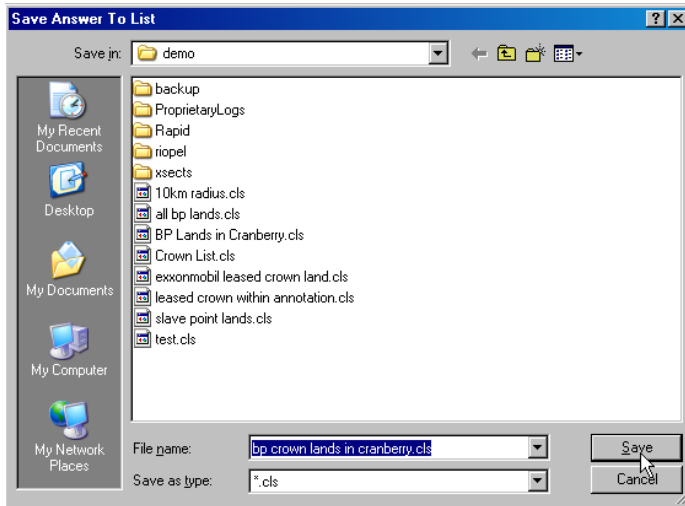 Save Answer To List
Save in: demo
My Recent Documents
Desktop
My Documents
My Computer
My Network Places
backup
ProprietaryLogs
Rapid
riopel
xsects
10km radius.cls
all bp lands.cls
BP Lands in Cranberry.cls
Crown List.cls
exxonmobil leased crown land.cls
leased crown within annotation.cls
slave point lands.cls
test.cls
File name: bp crown lands in cranberry.cls Save
Save as type: *.cls Cancel